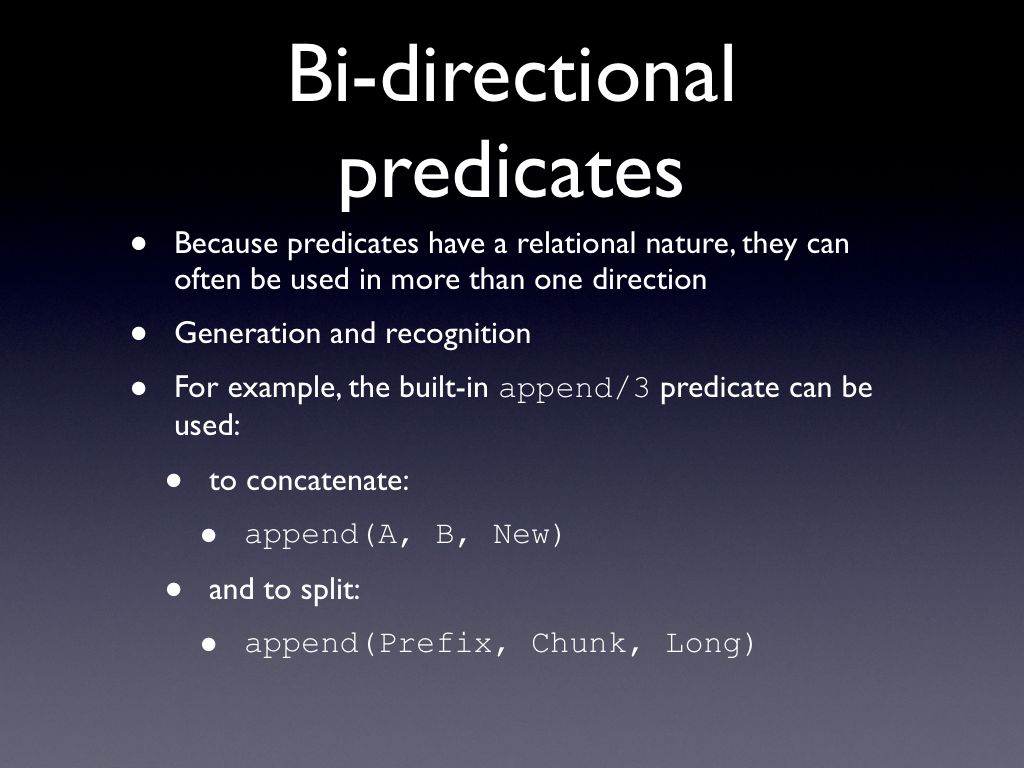 Bi-directional
predicates
• Because predicates have a relational nature, they can
often be used in more than one direction
• Generation and recognition
• For example, the built-in append/3 predicate can be
used:
• to concatenate:
• append(A, B, New)
• and to split:
• append(Prefix, Chunk, Long)